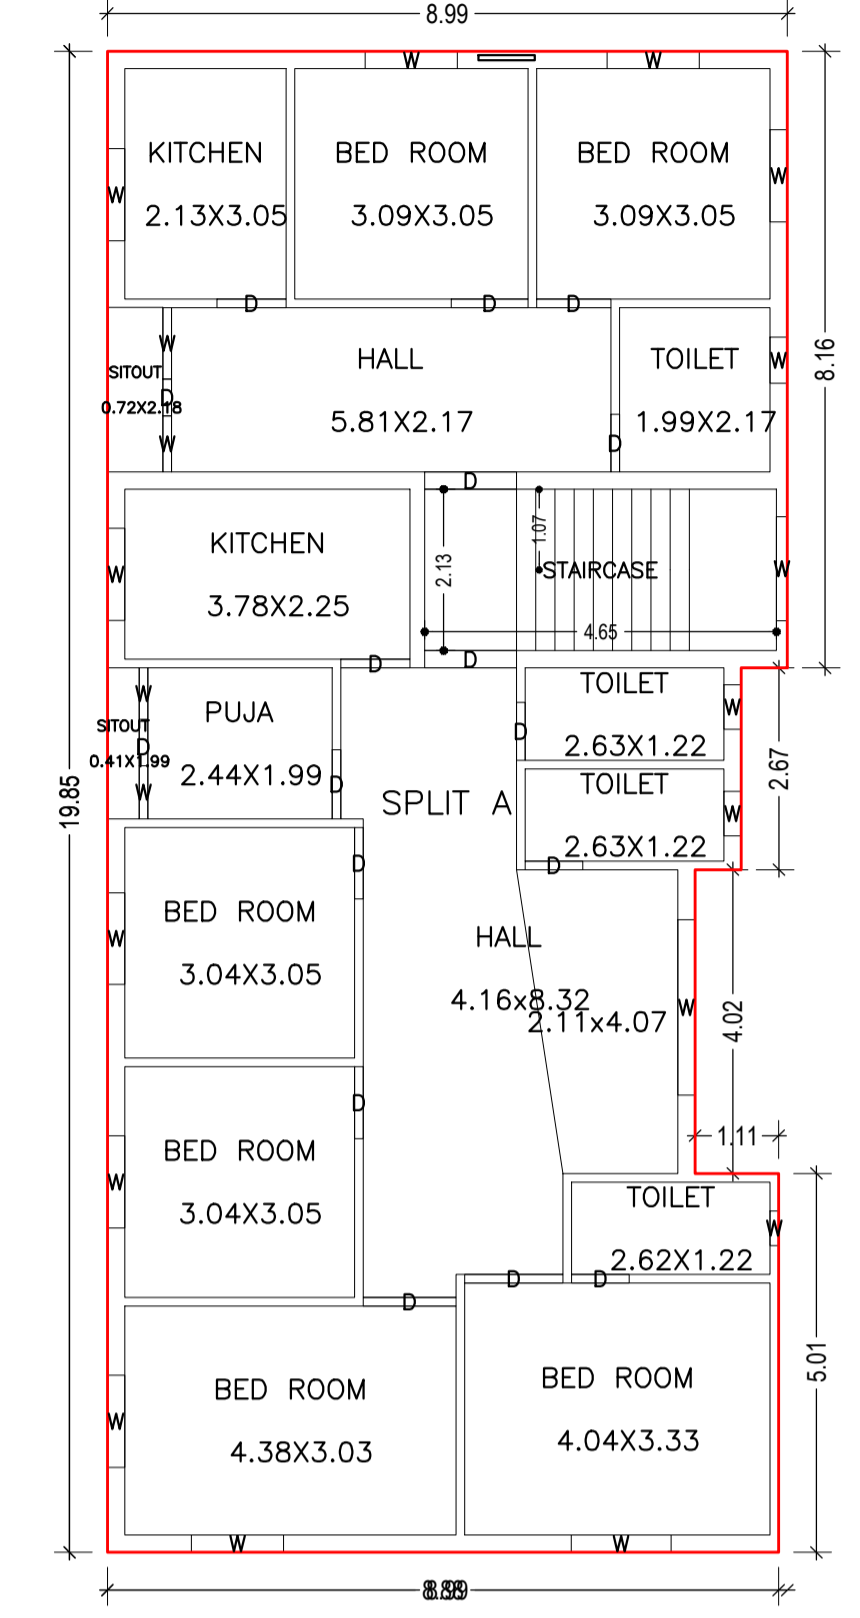 8.99
W
W
KITCHEN
BED ROOM
BED ROOM
W
W
2.13X3.05
3.09X3.05
3.09X3.05
D
D
D
W
HALL
TOILET
W
8.16
SITOUT
D
0.72X2.18
5.81X2.17
1.99X2.17
W
D
D
1.07
KITCHEN
2.13
STAIRCASE
W
W
3.78X2.25
4.65
D
D
TOILET
W
W
PUJA
SITOUT
D
D
2.63X1.22
0.41X1.99
2.44X1.99
D
TOILET
2.67
W
19.85
SPLIT A
W
2.63X1.22
D
D
BED ROOM
W
HALL
3.04X3.05
4.16x8.32
W
2.11x4.07
4.02
D
1.11
BED ROOM
W
TOILET
3.04X3.05
W
2.62X1.22
D
D
D
BED ROOM
BED ROOM
5.01
W
4.38X3.03
4.04X3.33
W
W